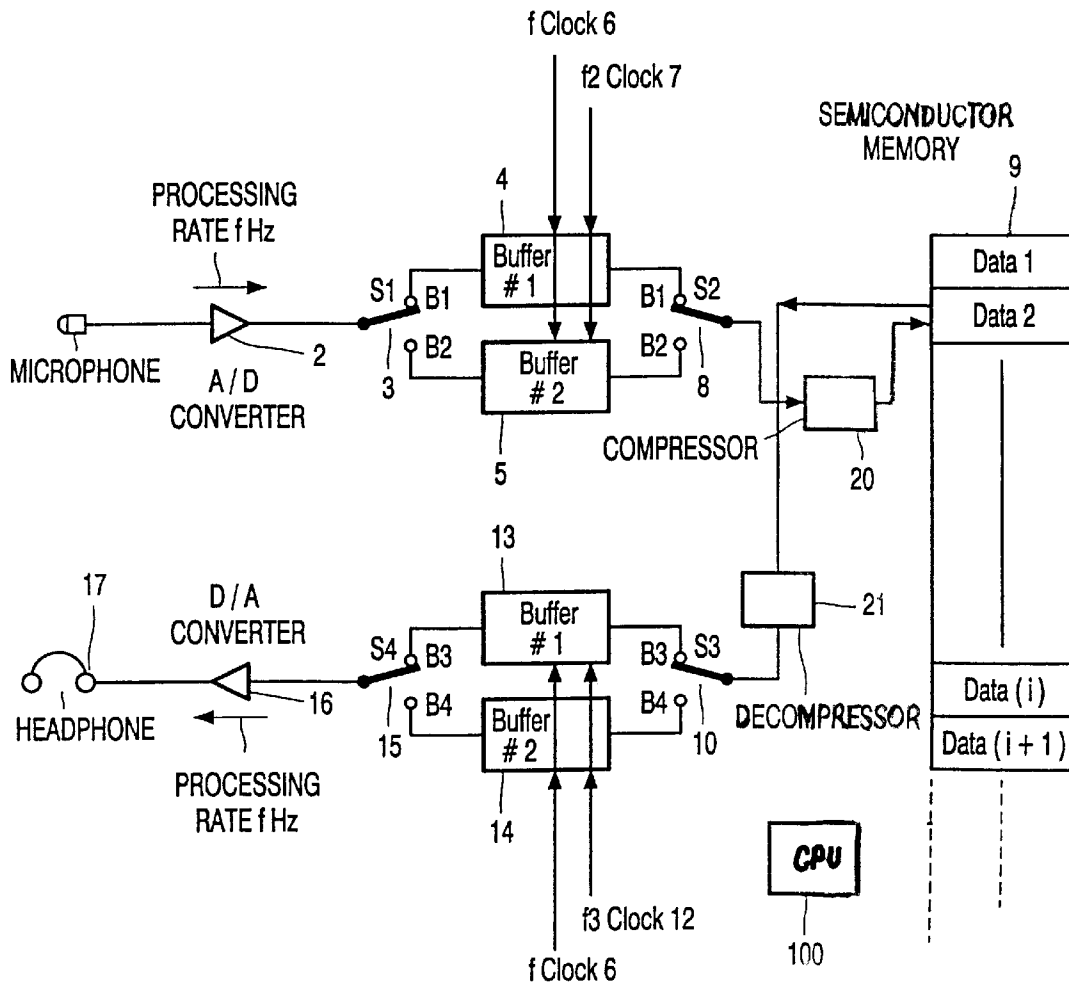 f Clock 6
f2 Clock 7
SEMICONDUCTOR
MEMORY
9
PROCESSING
RATE f Hz
4
Buffer
# 1
Data 1
Data 2
S1
B1
B2
B1
S2
B2
MICROPHONE
2
A / D
CONVERTER
3
Buffer
# 2
8
5
COMPRESSOR
20
13
17
D / A
CONVERTER
Buffer
# 1
21
S4
B3
B4
B3
S3
B4
HEADPHONE
16
15
Buffer
# 2
10
DECOMPRESSOR
Data ( i )
Data ( i + 1 )
PROCESSING
RATE f Hz
14
CPU
f3 Clock 12
100
f Clock 6